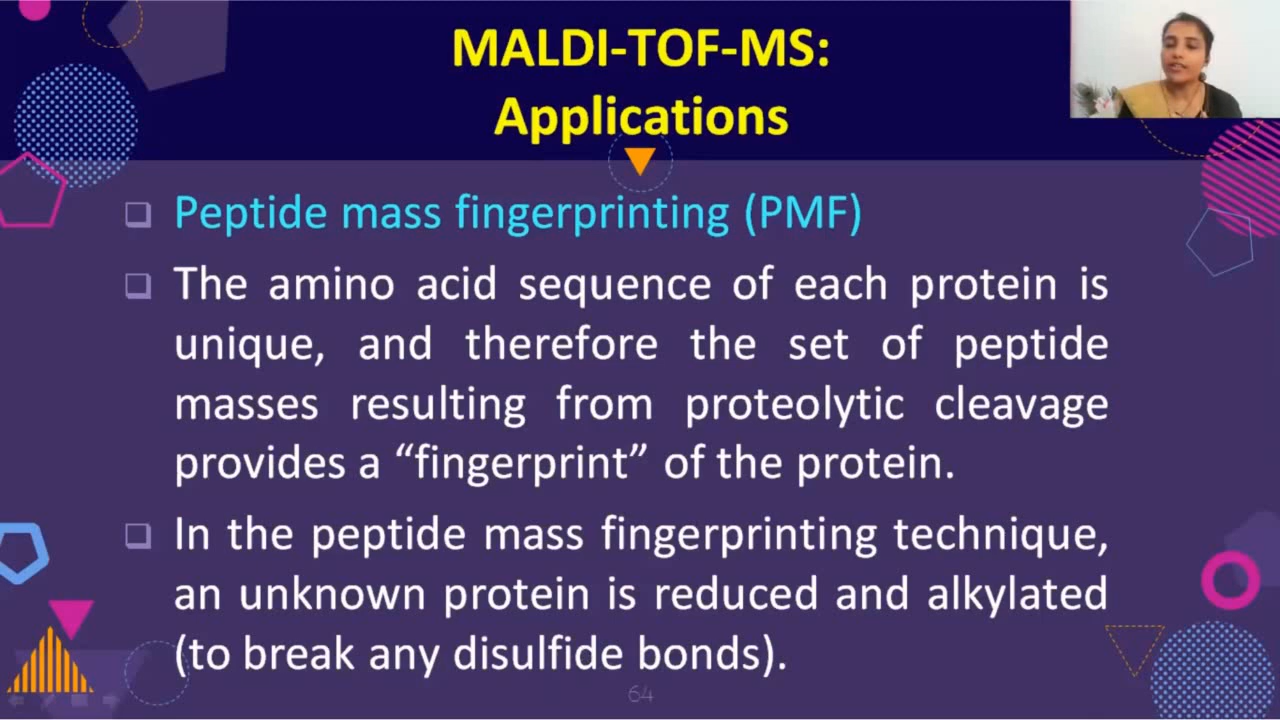 MALDI-TOF-MS:
Applications
Peptide mass fingerprinting (PMF)
The amino acid sequence of each protein is
unique, and therefore the set of peptide
masses resulting from proteolytic cleavage
provides a “fingerprint” of the protein.
In the peptide mass fingerprinting technique,
an unknown protein is reduced and alkylated
(to break any disulfide bonds).
64